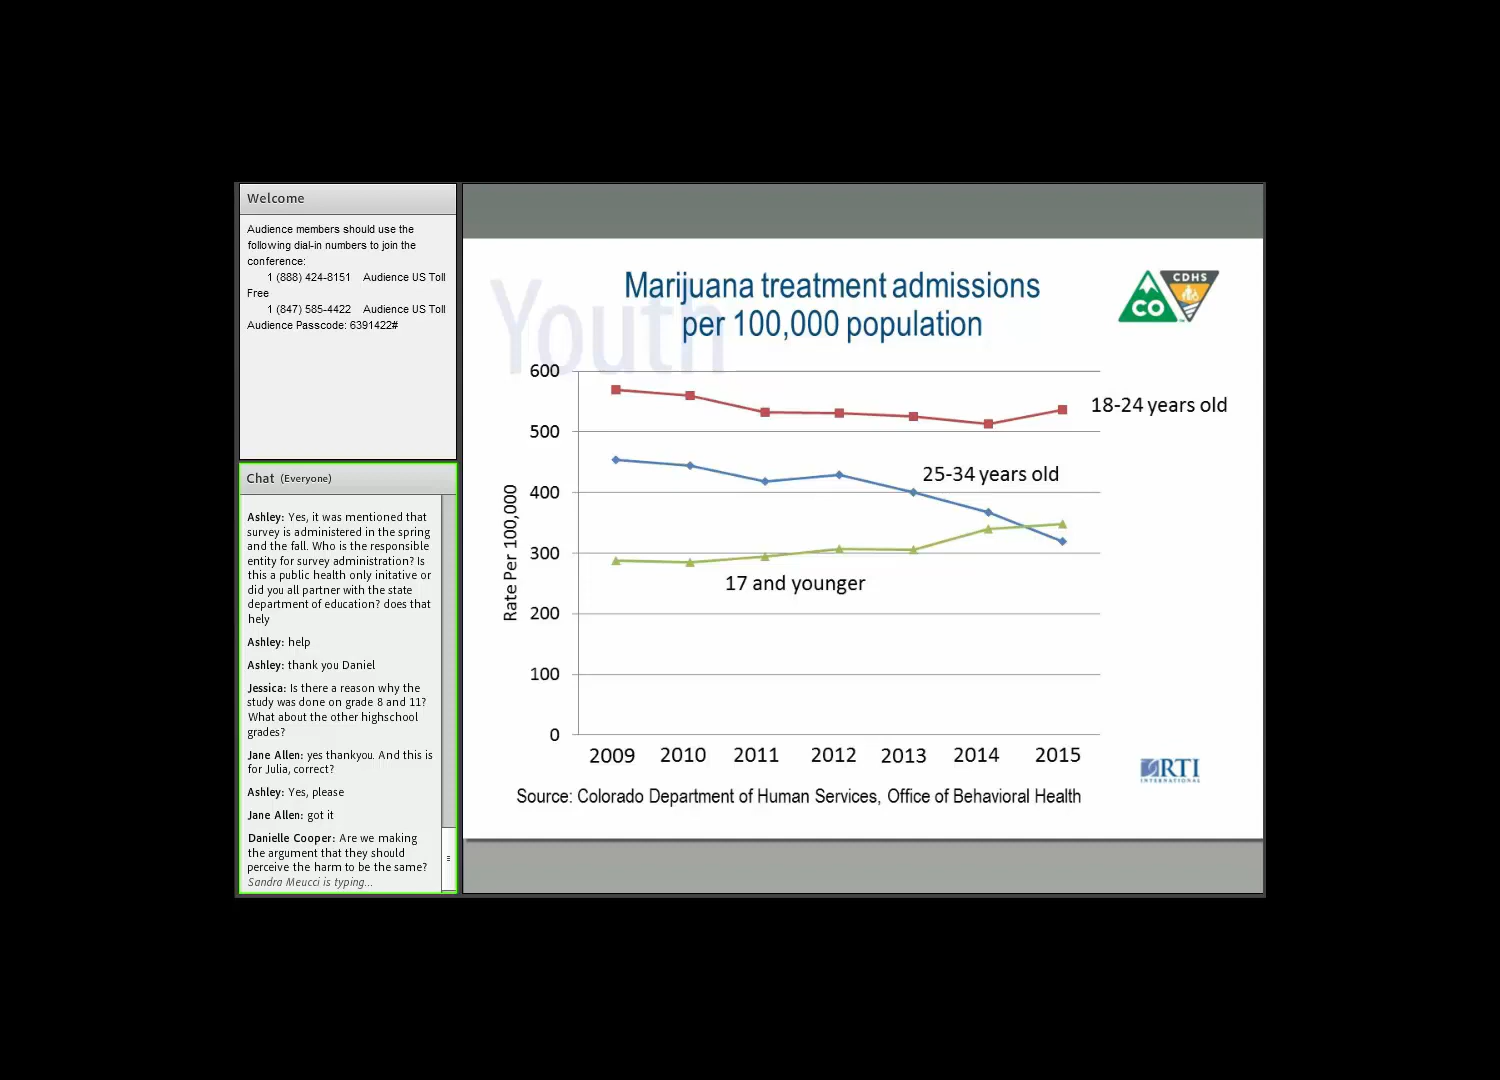 Welcome
Audience members should use the
following dial-in numbers to join the
conference:
1 (888) 424-8151 Audience US Toll
Free
1 (847) 585-4422 Audience US Toll
Audience Passcode: 6391422#
Chat (Everyone)
Ashley: Yes, it was mentioned that
survey is administered in the spring
and the fall. Who is the responsible
entity for survey administration? Is
this a public health only initative or
did you all partner with the state
department of education? does that
hely
Ashley: help
Ashley: thank you Daniel
Jessica: Is there a reason why the
study was done on grade 8 and 11?
What about the other highschool
grades?
Jane Allen: yes thankyou. And this is
for Julia, correct?
Ashley: Yes, please
Jane Allen: got it
Danielle Cooper: Are we making
the argument that they should
perceive the harm to be the same?
Sandra Meucci is typing...
Youth
Marijuana treatment admissions
per 100,000 population
CDHS
CO
TM
600
500
400
300
200
100
0
Rate Per 100,000
18-24 years old
25-34 years old
17 and younger
2009 2010 2011 2012 2013 2014 2015
RTI
INTERNATIONAL
Source: Colorado Department of Human Services, Office of Behavioral Health